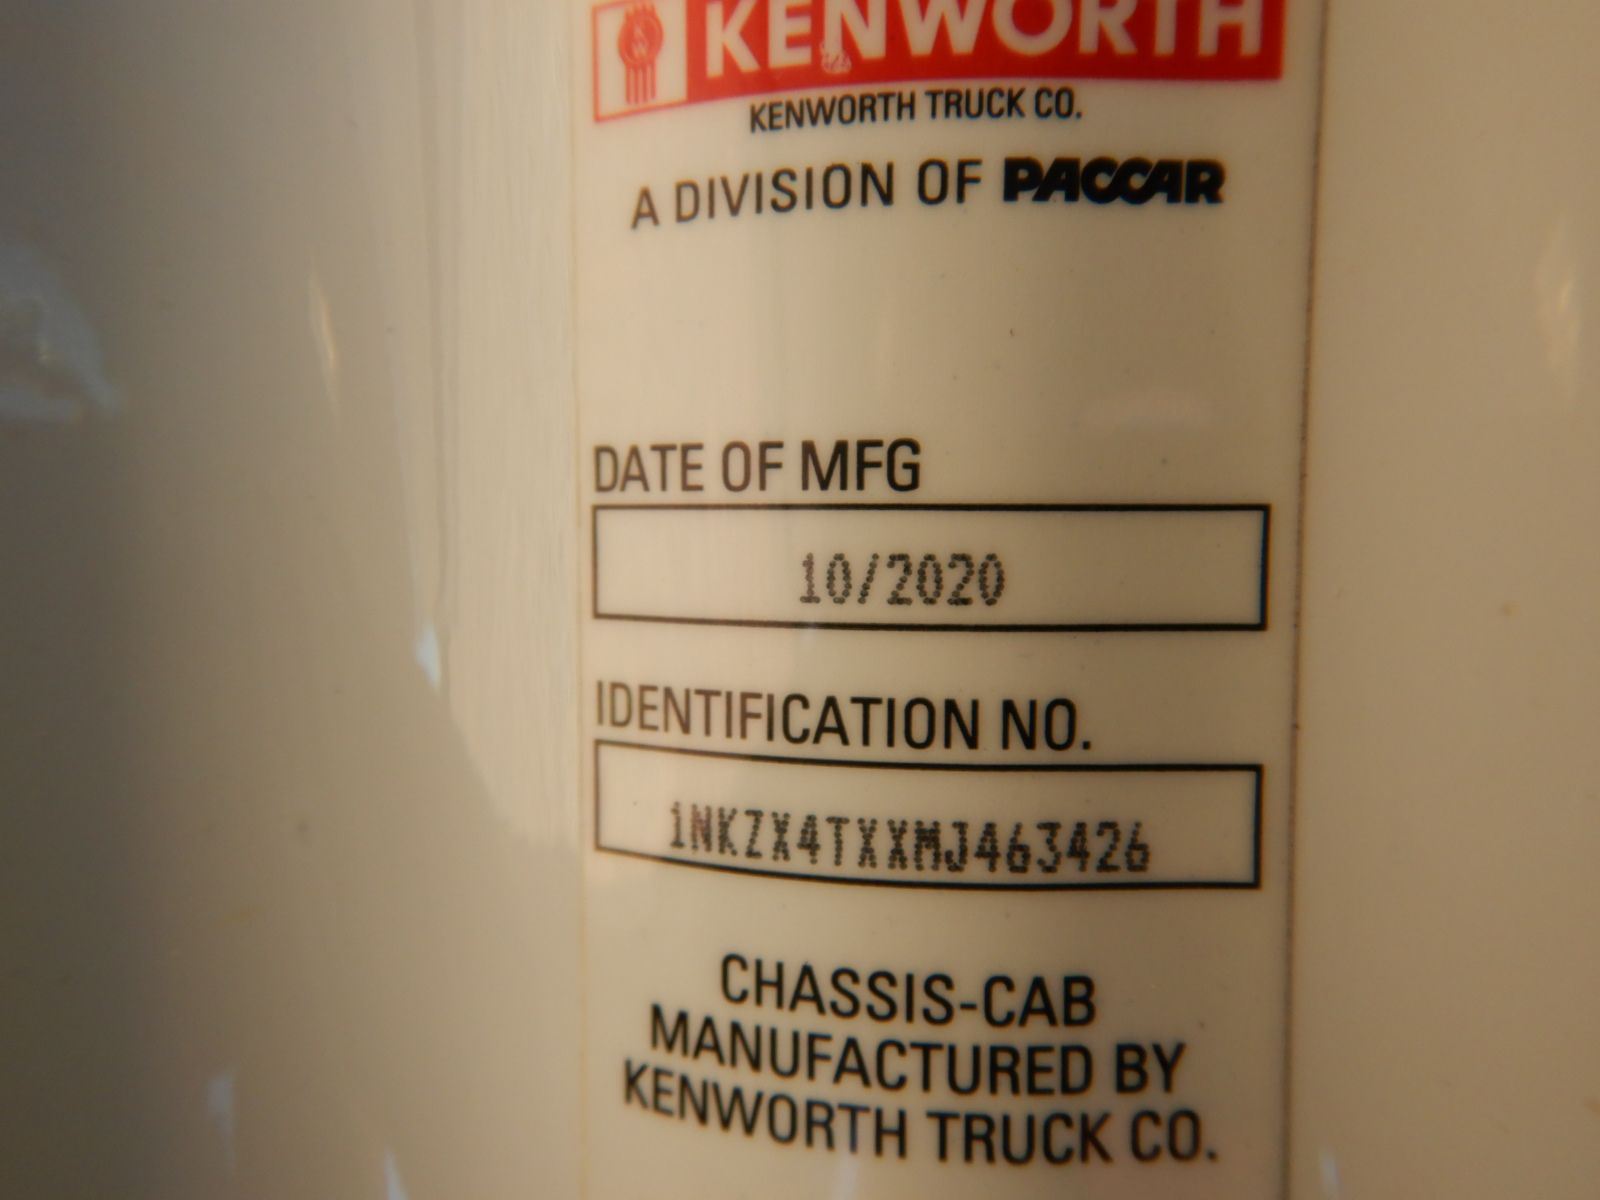 KENWORTH
KENWORTH TRUCK CO.
A DIVISION OF PACCAR
DATE OF MFG
10/2020
IDENTIFICATION NO.
1NKZX4TXXMJ463426
CHASSIS-CAB
MANUFACTURED BY
KENWORTH TRUCK CO.